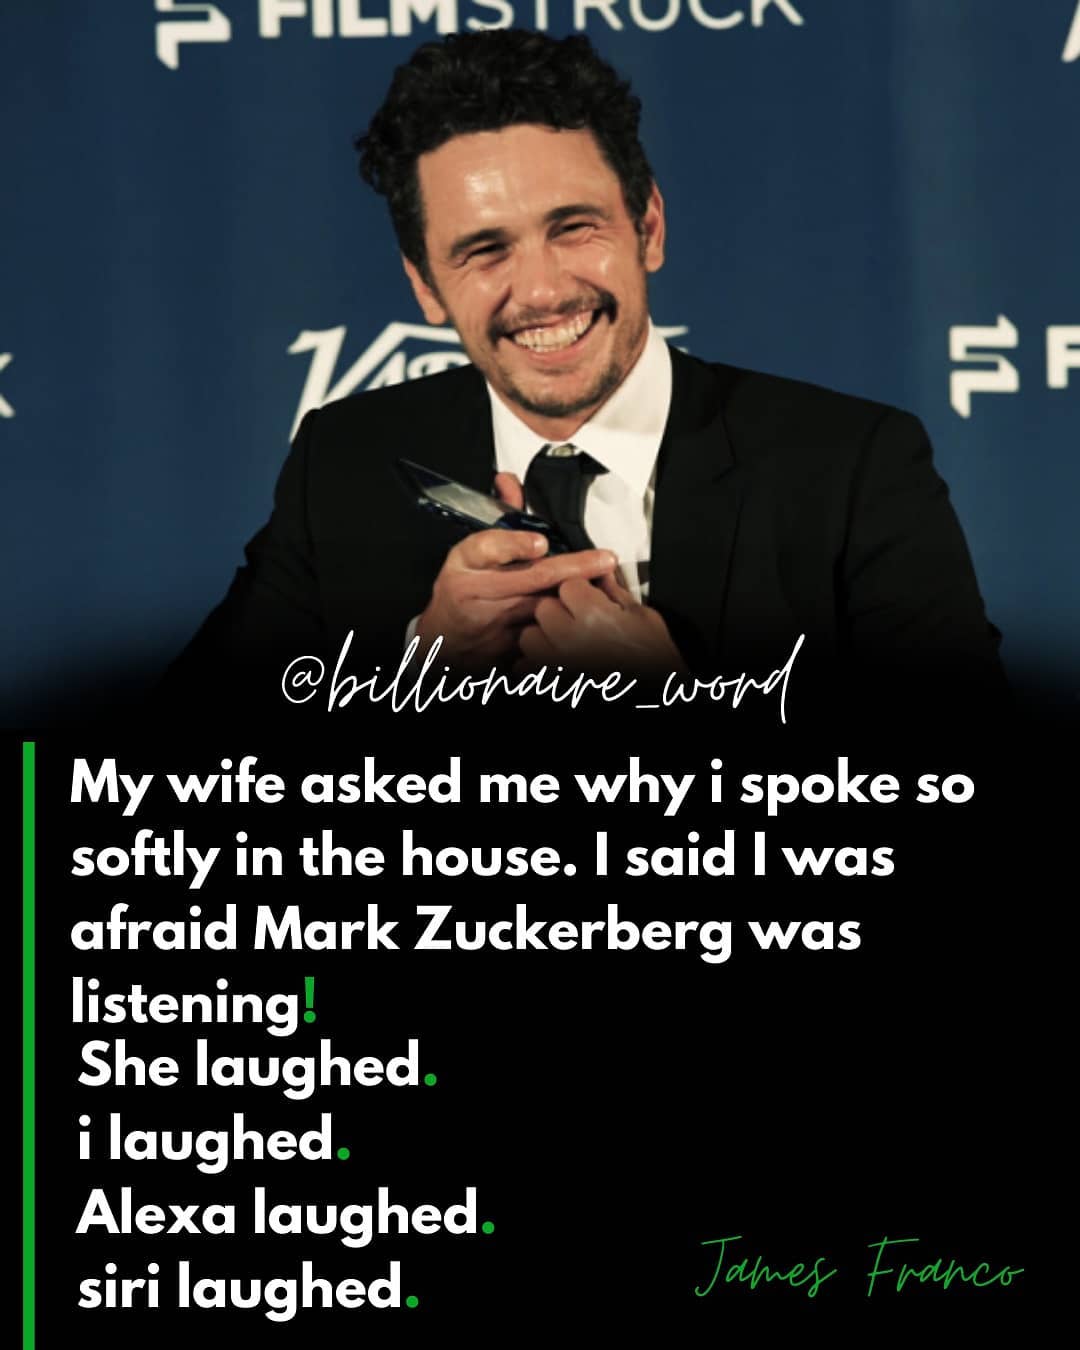 FILMSTRUCK
@billionaire_word
My wife asked me why i spoke so
softly in the house. I said I was
afraid Mark Zuckerberg was
listening!
She laughed.
i laughed.
Alexa laughed.
siri laughed.
James Franco